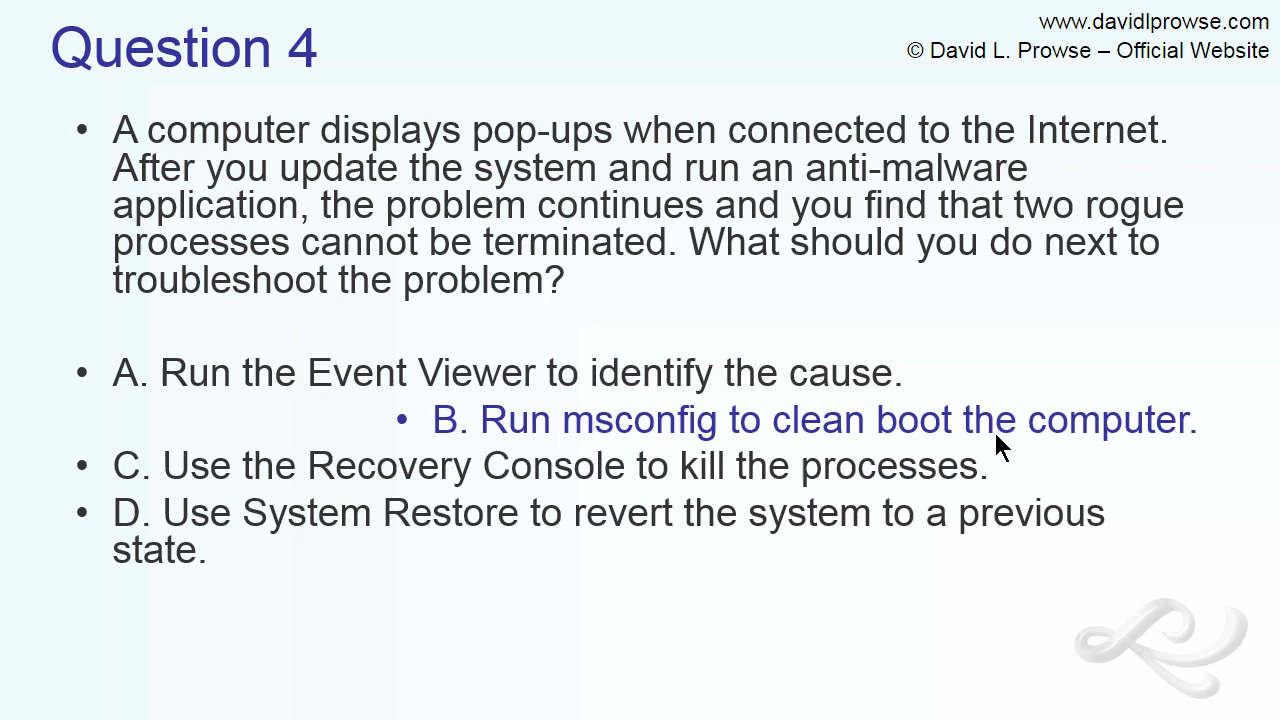 Question 4
www.davidlprowse.com
© David L. Prowse – Official Website
• A computer displays pop-ups when connected to the Internet.
After you update the system and run an anti-malware
application, the problem continues and you find that two rogue
processes cannot be terminated. What should you do next to
troubleshoot the problem?
• A. Run the Event Viewer to identify the cause.
• B. Run msconfig to clean boot the computer.
• C. Use the Recovery Console to kill the processes.
• D. Use System Restore to revert the system to a previous
state.